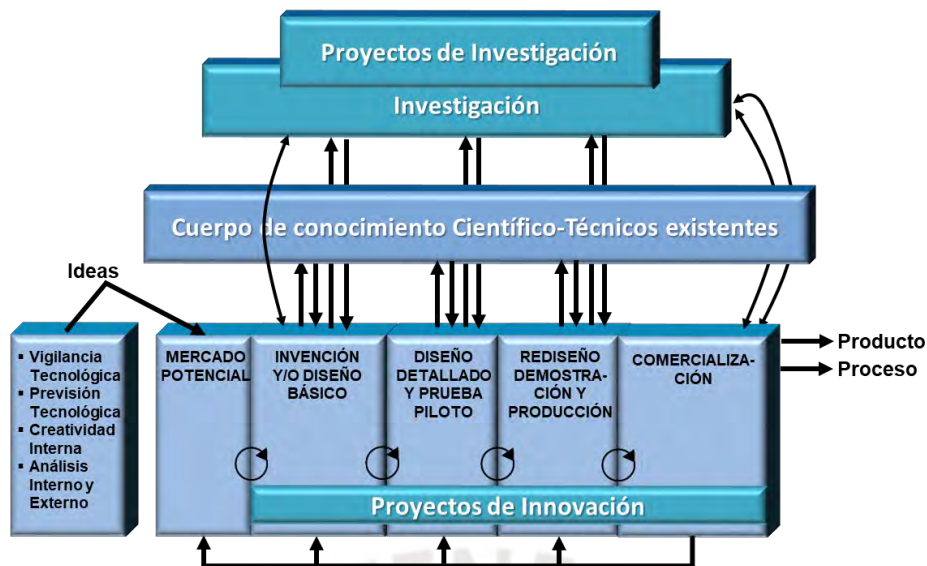 Proyectos de Investigación
Investigación
Cuerpo de conocimiento Científico-Técnicos existentes
Ideas
▪ Vigilancia
Tecnológica
▪ Previsión
Tecnológica
▪ Creatividad
Interna
▪ Análisis
Interno y
Externo
MERCADO
POTENCIAL
INVENCIÓN
Y/O DISEÑO
BÁSICO
DISEÑO
DETALLADO
Y PRUEBA
PILOTO
REDISEÑO
DEMOSTRA-
CIÓN Y
PRODUCCIÓN
COMERCIALIZA-
CIÓN
Producto
Proceso
Proyectos de Innovación